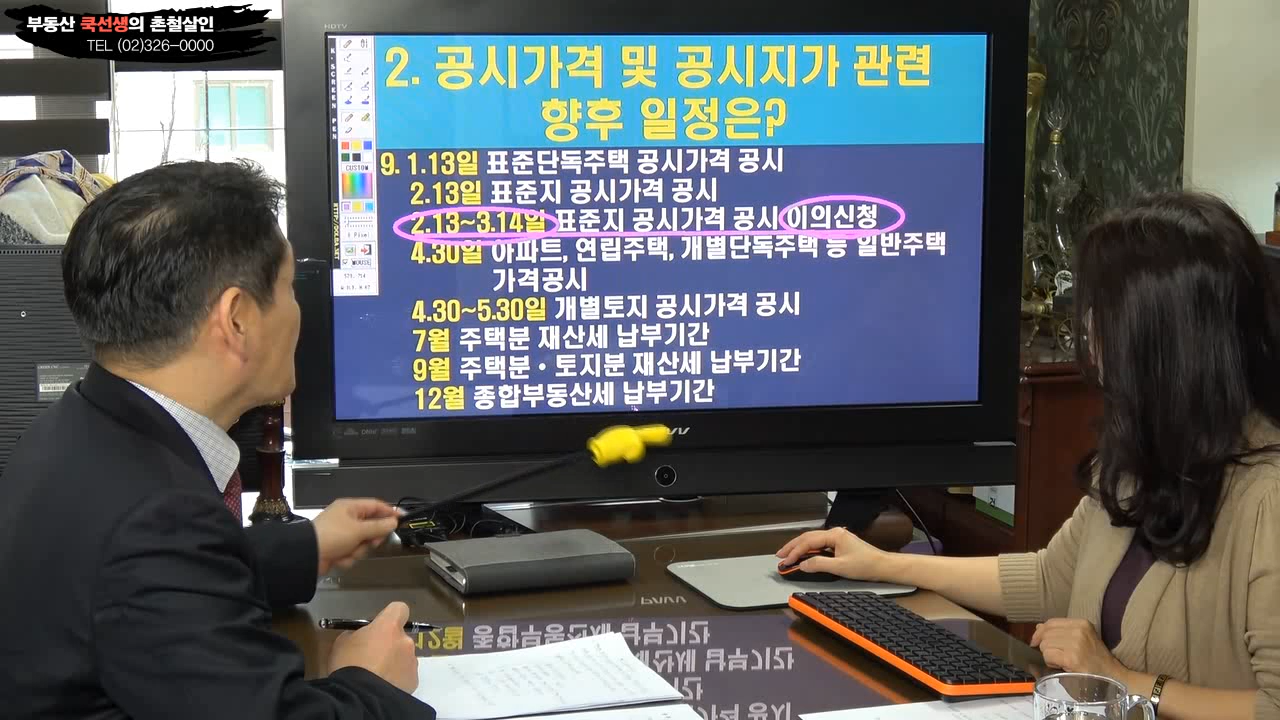 부동산 쿡선생의 촌철살인
TEL (02)326-0000
HDTV
K-SCREEN PEN
CUSTOM
MOUSE
2. 공시가격 및 공시지가 관련
향후 일정은?
9. 1.13일 표준단독주택 공시가격 공시
2.13일 표준지 공시가격 공시
2.13~3.14일 표준지 공시가격 공시 이의신청
4.30일 아파트, 연립주택, 개별단독주택 등 일반주택
가격공시
4.30~5.30일 개별토지 공시가격 공시
7월 주택분 재산세 납부기간
9월 주택분·토지분 재산세 납부기간
12월 종합부동산세 납부기간